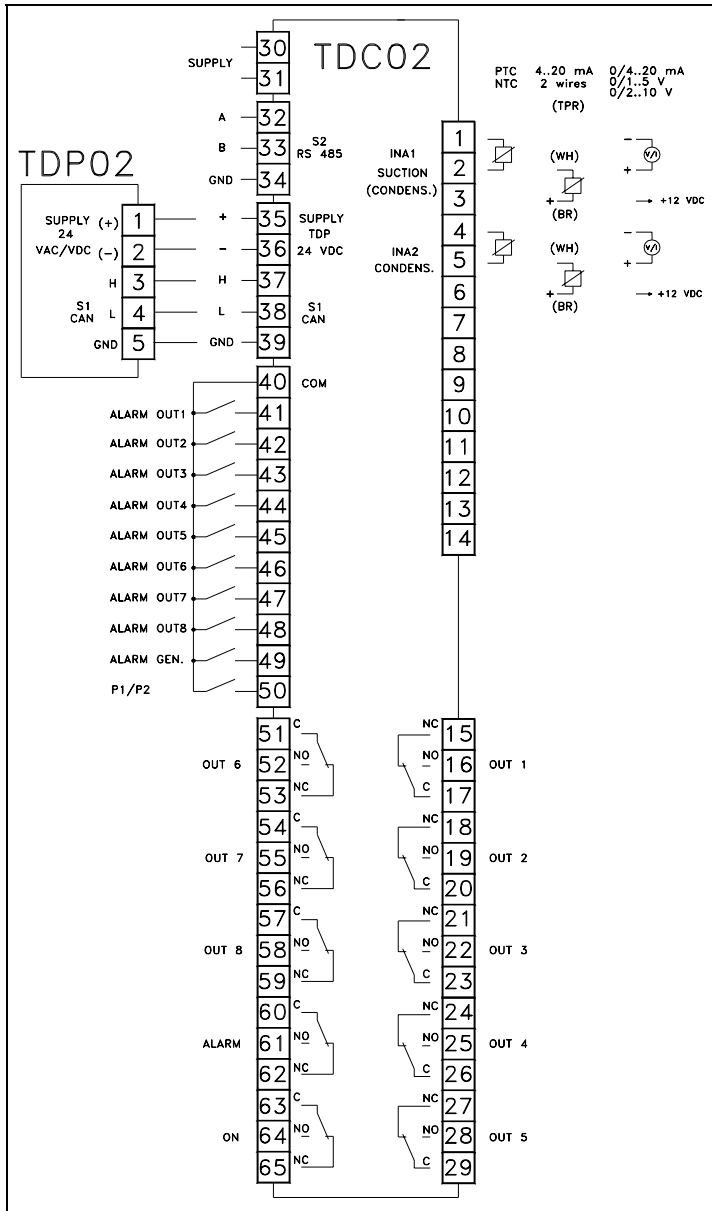 TDC02
SUPPLY
30
31
A 32
B 33 S2 RS 485
GND 34
TDP02
SUPPLY 24 VAC/VDC
(+) 1 + 35 SUPPLY TDP 24 VDC
(-) 2 - 36
H 3 H 37
S1 CAN
L 4 L 38 S1 CAN
GND 5 GND 39
40 COM
ALARM OUT1 41
ALARM OUT2 42
ALARM OUT3 43
ALARM OUT4 44
ALARM OUT5 45
ALARM OUT6 46
ALARM OUT7 47
ALARM OUT8 48
ALARM GEN. 49
P1/P2 50
51 C
OUT 6 52 NO
53 NC
54 C
OUT 7 55 NO
56 NC
57 C
OUT 8 58 NO
59 NC
60 C
ALARM 61 NO
62 NC
63 C
ON 64 NO
65 NC
PTC NTC
4..20 mA
2 wires
(TPR)
0/4..20 mA
0/1..5 V
0/2..10 V
INA1
SUCTION
(CONDENS.)
1
2
3
(WH)
+
(BR)
-
V/I
+
+12 VDC
INA2
CONDENS.
4
5
6
(WH)
+
(BR)
-
V/I
+
+12 VDC
7
8
9
10
11
12
13
14
NC 15
NO 16 OUT 1
C 17
NC 18
NO 19 OUT 2
C 20
NC 21
NO 22 OUT 3
C 23
NC 24
NO 25 OUT 4
C 26
NC 27
NO 28 OUT 5
C 29